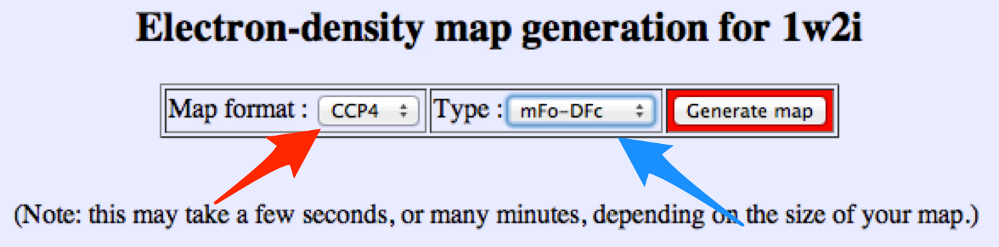 Electron-density map generation for 1w2i
Map format : CCP4 Type : mFo-DFc Generate map
(Note: this may take a few seconds, or many minutes, depending on the size of your map.)